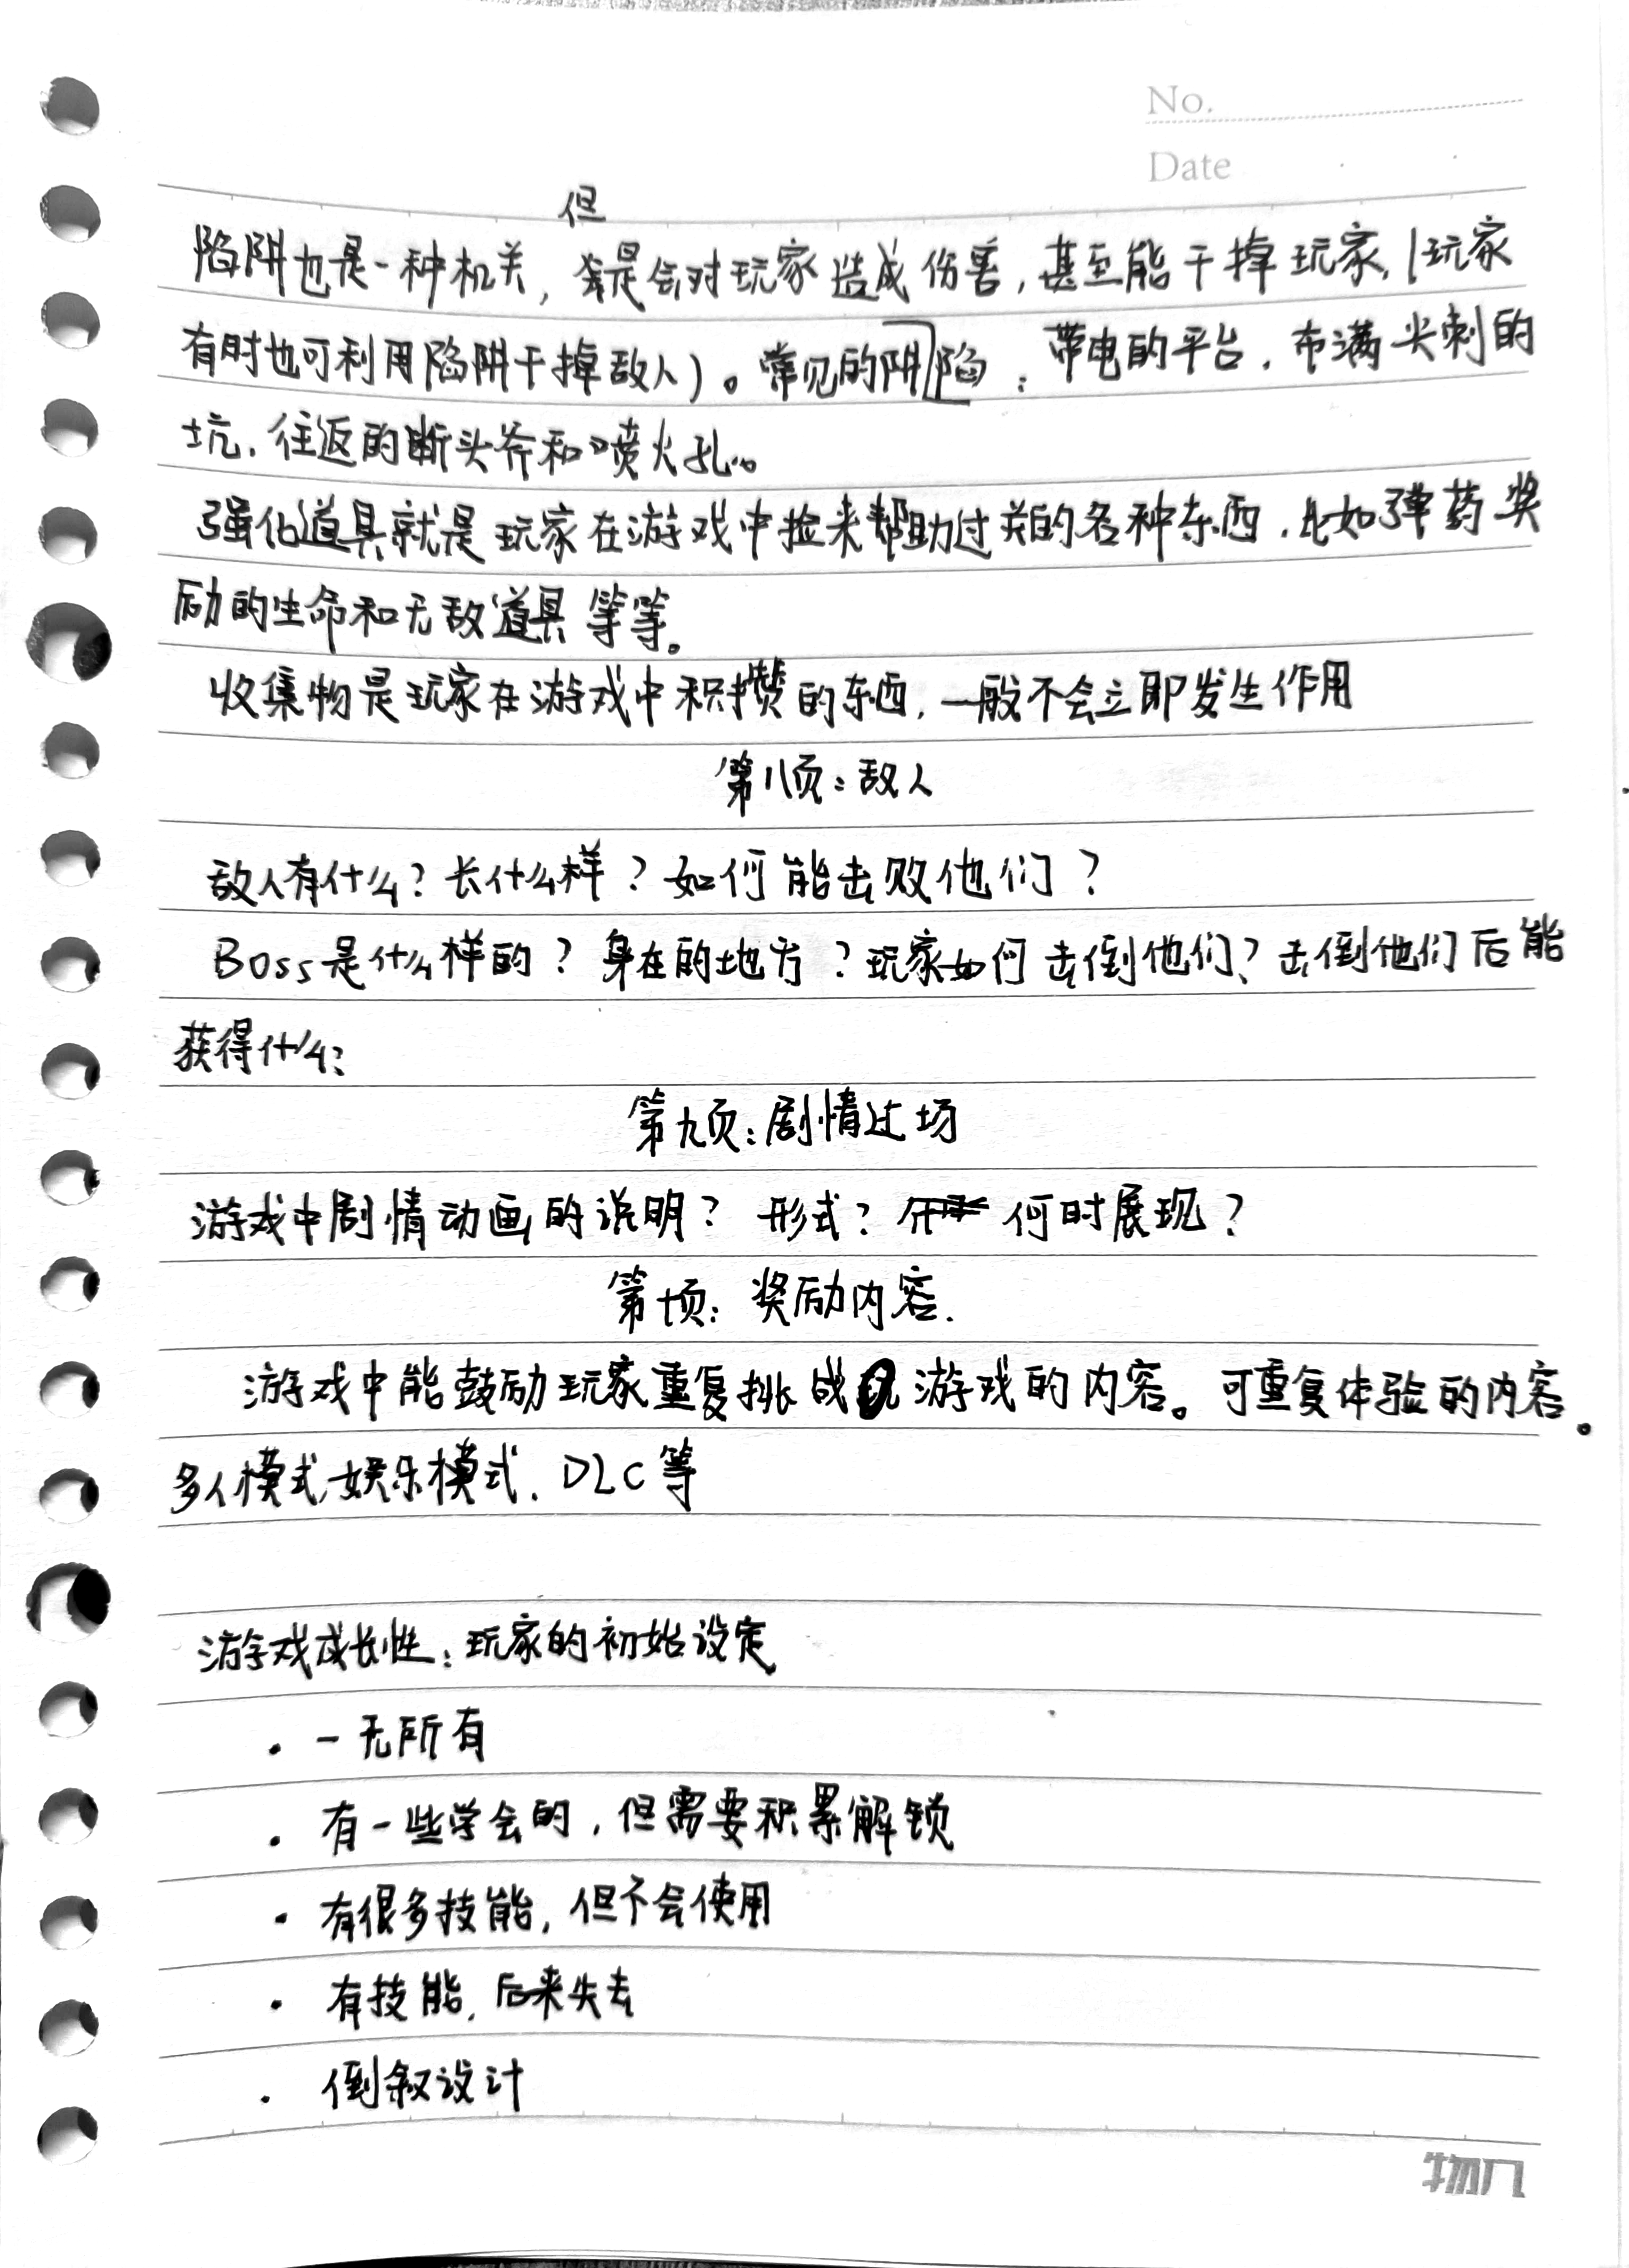 No.
Date
但
陷阱也是一种机关，是会对玩家造成伤害，甚至能干掉玩家，(玩家
有时也可利用陷阱干掉敌人)。常见的阱陷：带电的平台，布满尖刺的
坑，往返的断头斧和喷火孔。
强化道具就是玩家在游戏中捡来帮助过关的各种东西，比如弹药奖
励的生命和无敌道具等等。
收集物是玩家在游戏中积攒的东西，一般不会立即发生作用
第八页：敌人
敌人有什么？长什么样？如何能击败他们？
Boss是什么样的？身在的地方？玩家如何击倒他们？击倒他们后能
获得什么？
第九页：剧情过场
游戏中剧情动画的说明？形式？何时展现？
第十页：奖励内容.
游戏中能鼓励玩家重复挑战游戏的内容。可重复体验的内容。
多人模式，娱乐模式，DLC等
游戏成长性：玩家的初始设定
· 一无所有
· 有一些学会的，但需要积累解锁
· 有很多技能，但不会使用
· 有技能，后来失去
· 倒叙设计
物几